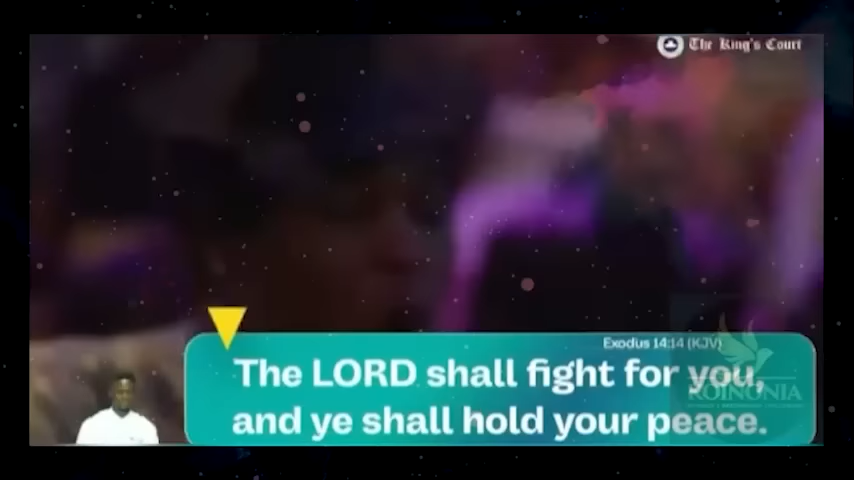 The King's Court
Exodus 14:14 (KJV)
The LORD shall fight for you,
and ye shall hold your peace.
KOINONIA